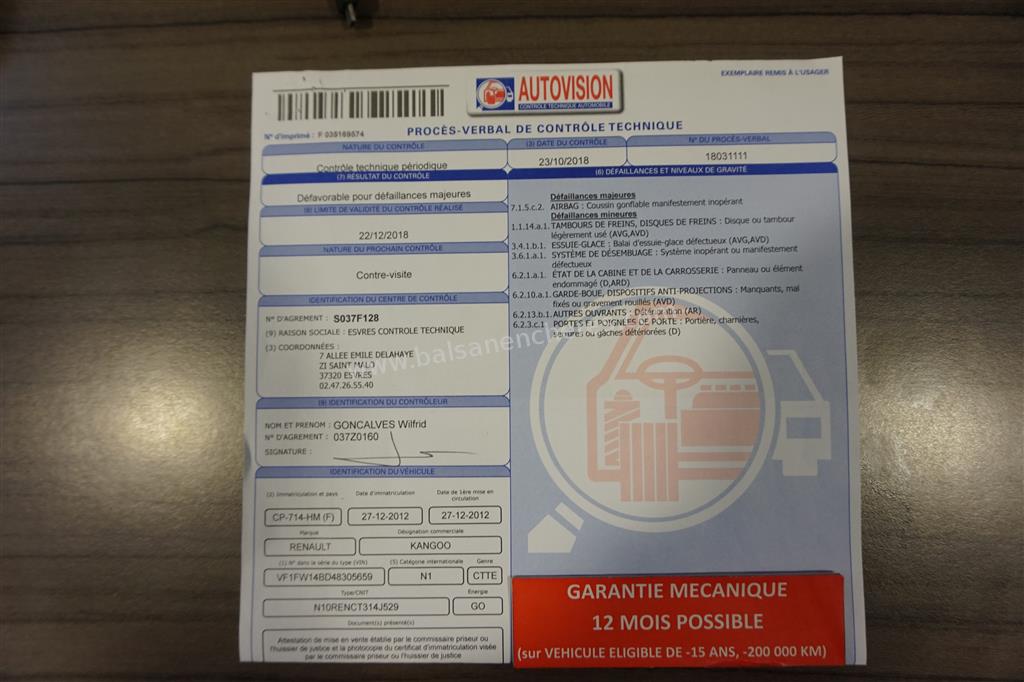 EXEMPLAIRE REMIS À L'USAGER
AUTOVISION
CONTROLE TECHNIQUE AUTOMOBILE
N° d'imprimé : F 035169574
PROCÈS-VERBAL DE CONTRÔLE TECHNIQUE
NATURE DU CONTRÔLE
Contrôle technique périodique
(2) DATE DU CONTRÔLE
23/10/2018
N° DU PROCÈS-VERBAL
18031111
(7) RÉSULTAT DU CONTRÔLE
Défavorable pour défaillances majeures
(8) LIMITE DE VALIDITÉ DU CONTRÔLE RÉALISÉ
22/12/2018
NATURE DU PROCHAIN CONTRÔLE
Contre-visite
IDENTIFICATION DU CENTRE DE CONTRÔLE
N° D'AGREMENT : S037F128
(9) RAISON SOCIALE : ESVRES CONTROLE TECHNIQUE
(3) COORDONNÉES :
7 ALLEE EMILE DELAHAYE
ZI SAINT MALO
37320 ESVRES
02.47.26.55.40
(9) IDENTIFICATION DU CONTRÔLEUR
NOM ET PRENOM : GONCALVES Wilfrid
N° D'AGREMENT : 037Z0160
SIGNATURE :
IDENTIFICATION DU VÉHICULE
(2) Immatriculation et pays
Date d'immatriculation
Date de 1ère mise en circulation
CP-714-HM (F)
27-12-2012
27-12-2012
Marque
Désignation commerciale
RENAULT
KANGOO
(1) N° dans la série du type (VIN)
(5) Catégorie internationale
Genre
VF1FW14BD48305659
N1
CTTE
Type/CNIT
Energie
N10RENCT314J529
GO
Document(s) présenté(s)
Attestation de mise en vente établie par le commissaire priseur ou
l'huissier de justice et la photocopie du certificat d'immatriculation visée
par le commissaire priseur ou l'huissier de justice
(6) DÉFAILLANCES ET NIVEAUX DE GRAVITÉ
Défaillances majeures
7.1.5.c.2. AIRBAG : Coussin gonflable manifestement inopérant
Défaillances mineures
1.1.14.a.1. TAMBOURS DE FREINS, DISQUES DE FREINS : Disque ou tambour
légèrement usé (AVG,AVD)
3.4.1.b.1. ESSUIE-GLACE : Balai d'essuie-glace défectueux (AVG,AVD)
3.6.1.a.1. SYSTÈME DE DÉSEMBUAGE : Système inopérant ou manifestement
défectueux
6.2.1.a.1. ÉTAT DE LA CABINE ET DE LA CARROSSERIE : Panneau ou élément
endommagé (D,ARD)
6.2.10.a.1. GARDE-BOUE, DISPOSITIFS ANTI-PROJECTIONS : Manquants, mal
fixés ou gravement rouillés (AVD)
6.2.13.b.1. AUTRES OUVRANTS : Détérioration (AR)
6.2.3.c.1 PORTES ET POIGNÉES DE PORTE : Portière, charnières,
serrures ou gâches détériorées (D)
GARANTIE MECANIQUE
12 MOIS POSSIBLE
(sur VEHICULE ELIGIBLE DE -15 ANS, -200 000 KM)